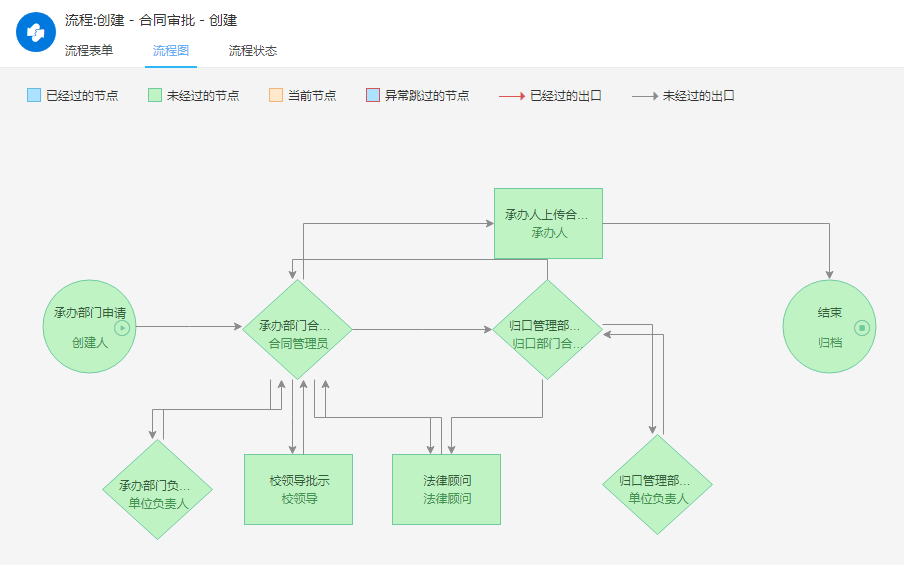 流程:创建 - 合同审批 - 创建
流程表单 流程图 流程状态
已经过的节点 未经过的节点 当前节点 异常跳过的节点 已经过的出口 未经过的出口
承办人上传合...
承办人
承办部门申请
创建人
承办部门合...
合同管理员
归口管理部...
归口部门合...
结束
归档
承办部门负...
单位负责人
校领导批示
校领导
法律顾问
法律顾问
归口管理部...
单位负责人